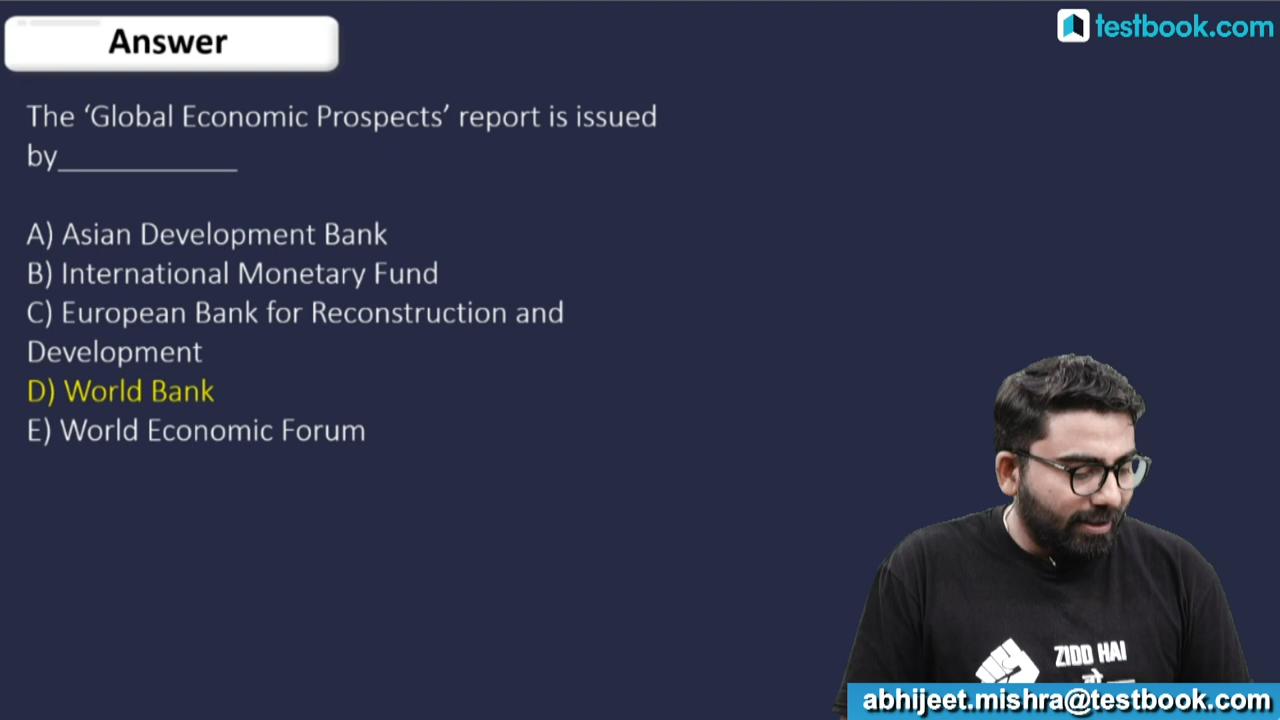 Answer
testbook.com
The ‘Global Economic Prospects’ report is issued
by____________
A) Asian Development Bank
B) International Monetary Fund
C) European Bank for Reconstruction and
Development
D) World Bank
E) World Economic Forum
ZIDD HAI
abhijeet.mishra@testbook.com